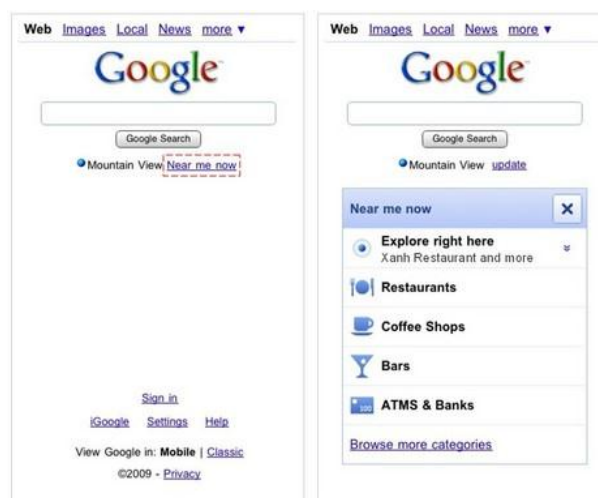 Web Images Local News more ▼
Google
Google Search
Mountain View Near me now
Sign in
iGoogle Settings Help
View Google in: Mobile | Classic
©2009 - Privacy
Web Images Local News more ▼
Google
Google Search
Mountain View update
Near me now
Explore right here
Xanh Restaurant and more
Restaurants
Coffee Shops
Bars
100
ATMS & Banks
Browse more categories